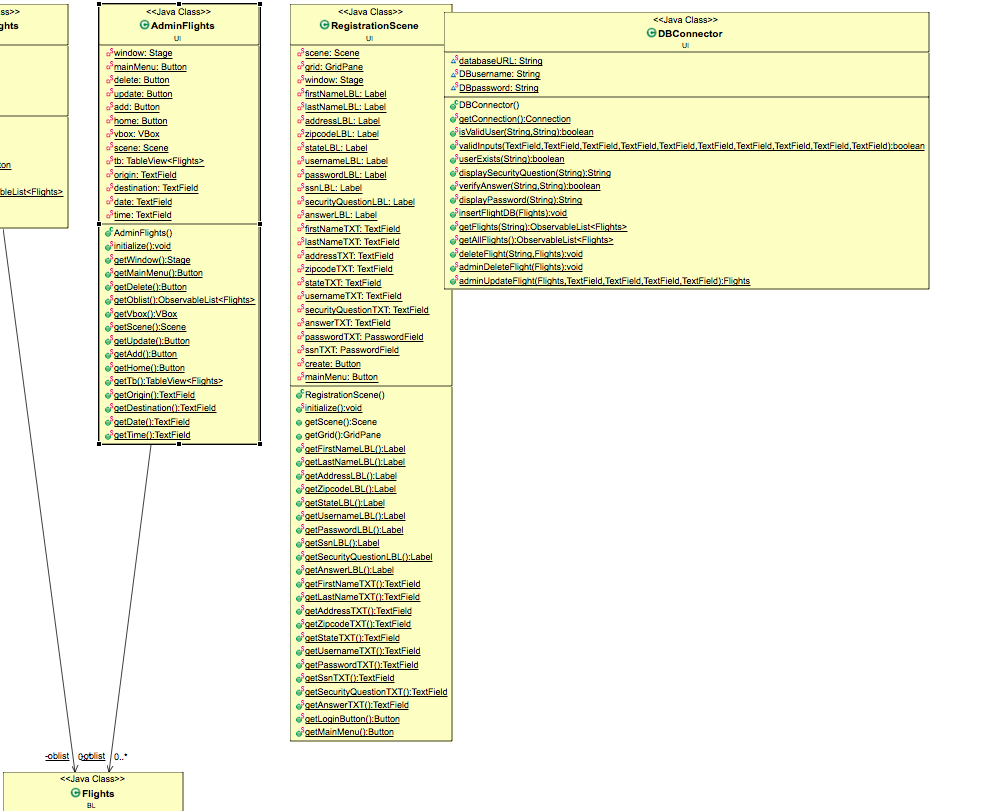 ss>>
ghts
ton
bleList<Flights>
<<Java Class>>
AdminFlights
UI
window: Stage
mainMenu: Button
delete: Button
update: Button
add: Button
home: Button
vbox: VBox
scene: Scene
tb: TableView<Flights>
origin: TextField
destination: TextField
date: TextField
time: TextField
AdminFlights()
initialize():void
getWindow():Stage
getMainMenu():Button
getDelete():Button
getOblist():ObservableList<Flights>
getVbox():VBox
getScene():Scene
getUpdate():Button
getAdd():Button
getHome():Button
getTb():TableView<Flights>
getOrigin():TextField
getDestination():TextField
getDate():TextField
getTime():TextField
<<Java Class>>
RegistrationScene
UI
scene: Scene
grid: GridPane
window: Stage
firstNameLBL: Label
lastNameLBL: Label
addressLBL: Label
zipcodeLBL: Label
stateLBL: Label
usernameLBL: Label
passwordLBL: Label
ssnLBL: Label
securityQuestionLBL: Label
answerLBL: Label
firstNameTXT: TextField
lastNameTXT: TextField
addressTXT: TextField
zipcodeTXT: TextField
stateTXT: TextField
usernameTXT: TextField
securityQuestionTXT: TextField
answerTXT: TextField
passwordTXT: PasswordField
ssnTXT: PasswordField
create: Button
mainMenu: Button
RegistrationScene()
initialize():void
getScene():Scene
getGrid():GridPane
getFirstNameLBL():Label
getLastNameLBL():Label
getAddressLBL():Label
getZipcodeLBL():Label
getStateLBL():Label
getUsernameLBL():Label
getPasswordLBL():Label
getSsnLBL():Label
getSecurityQuestionLBL():Label
getAnswerLBL():Label
getFirstNameTXT():TextField
getLastNameTXT():TextField
getAddressTXT():TextField
getZipcodeTXT():TextField
getStateTXT():TextField
getUsernameTXT():TextField
getPasswordTXT():TextField
getSsnTXT():TextField
getSecurityQuestionTXT():TextField
getAnswerTXT():TextField
getLoginButton():Button
getMainMenu():Button
<<Java Class>>
DBConnector
UI
databaseURL: String
DBusername: String
DBpassword: String
DBConnector()
getConnection():Connection
isValidUser(String,String):boolean
validInputs(TextField,TextField,TextField,TextField,TextField,TextField,TextField,TextField,TextField):boolean
userExists(String):boolean
displaySecurityQuestion(String):String
verifyAnswer(String,String):boolean
displayPassword(String):String
insertFlightDB(Flights):void
getFlights(String):ObservableList<Flights>
getAllFlights():ObservableList<Flights>
deleteFlight(String,Flights):void
adminDeleteFlight(Flights):void
adminUpdateFlight(Flights,TextField,TextField,TextField,TextField):Flights
-oblist
0..*
<<Java Class>>
Flights
BL